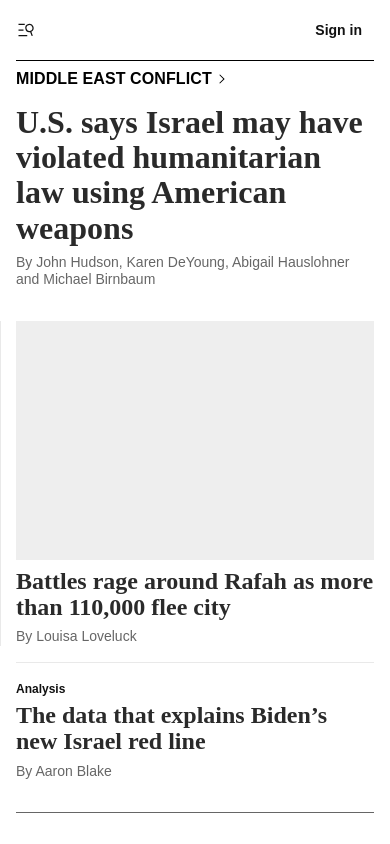 Sign in
MIDDLE EAST CONFLICT
U.S. says Israel may have
violated humanitarian
law using American
weapons
By John Hudson, Karen DeYoung, Abigail Hauslohner
and Michael Birnbaum
Battles rage around Rafah as more
than 110,000 flee city
By Louisa Loveluck
Analysis
The data that explains Biden’s
new Israel red line
By Aaron Blake